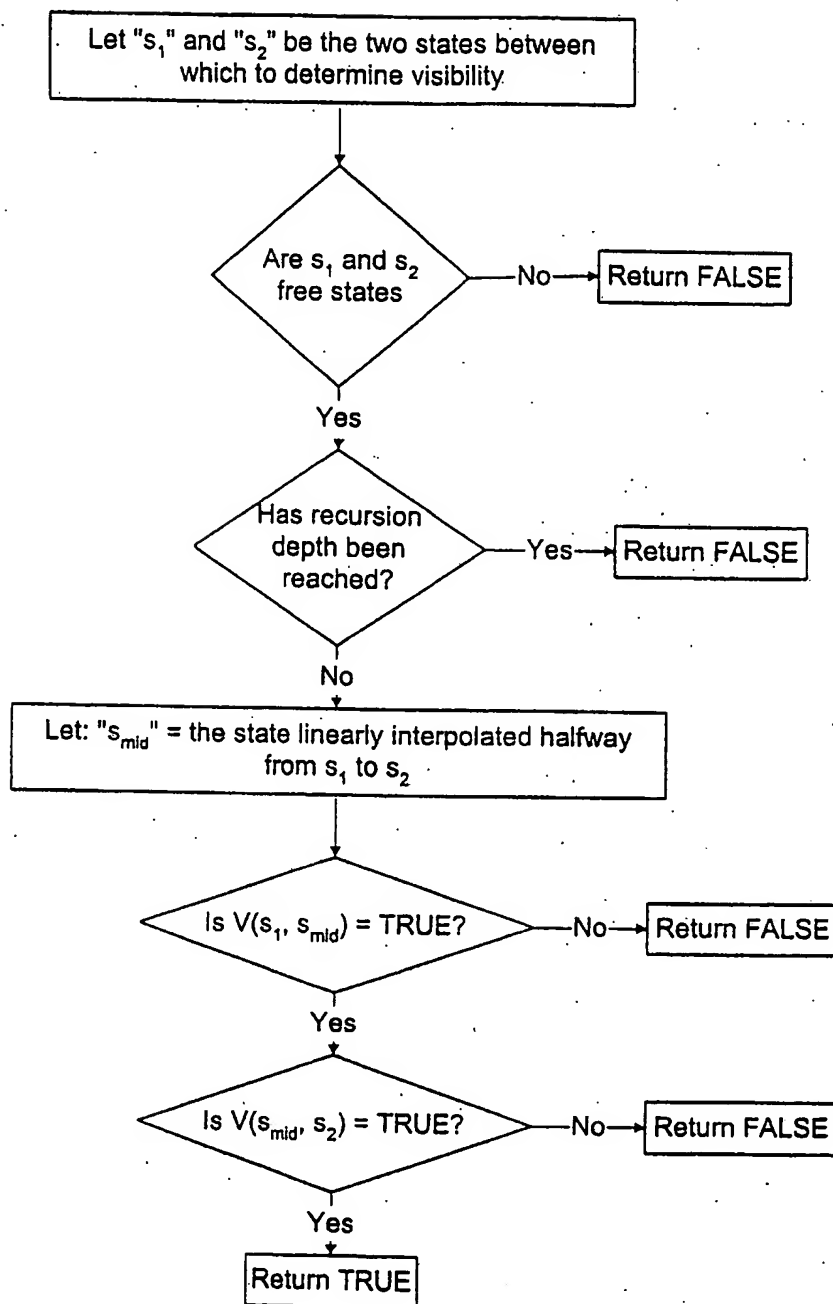 Let "s₁" and "s₂" be the two states between
which to determine visibility.
Are s₁ and s₂
free states
No
Return FALSE
Yes
Has recursion
depth been
reached?
Yes
Return FALSE
No
Let: "s_mid" = the state linearly interpolated halfway
from s₁ to s₂
Is V(s₁, s_mid) = TRUE?
No
Return FALSE
Yes
Is V(s_mid, s₂) = TRUE?
No
Return FALSE
Yes
Return TRUE